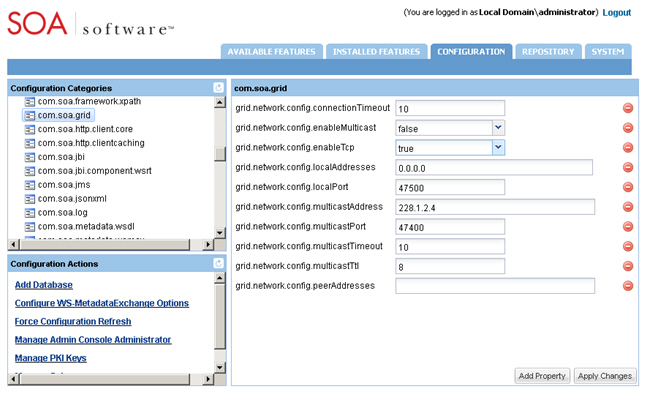 (You are logged in as Local Domain\administrator) Logout
SOA software™
AVAILABLE FEATURES INSTALLED FEATURES CONFIGURATION REPOSITORY SYSTEM
Configuration Categories
com.soa.framework.xpath
com.soa.grid
com.soa.http.client.core
com.soa.http.clientcaching
com.soa.jbi
com.soa.jbi.component.wsrt
com.soa.jms
com.soa.jsonxml
com.soa.log
com.soa.metadata.wsdl
Configuration Actions
Add Database
Configure WS-MetadataExchange Options
Force Configuration Refresh
Manage Admin Console Administrator
Manage PKI Keys
com.soa.grid
grid.network.config.connectionTimeout 10
grid.network.config.enableMulticast false
grid.network.config.enableTcp true
grid.network.config.localAddresses 0.0.0.0
grid.network.config.localPort 47500
grid.network.config.multicastAddress 228.1.2.4
grid.network.config.multicastPort 47400
grid.network.config.multicastTimeout 10
grid.network.config.multicastTtl 8
grid.network.config.peerAddresses
Add Property Apply Changes